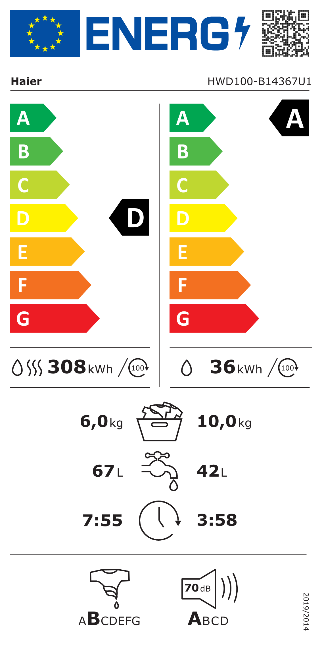 ENERG
Haier HWD100-B14367U1
A A A
B B
C C
D D D
E E
F F
G G
308 kWh / 100 36 kWh / 100
6,0 kg 10,0 kg
67 L 42 L
7:55 3:58
70 dB
ABCDEFG ABCD
2019/2014